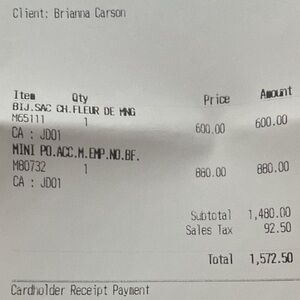 Client: Brianna Carson
Item Qty Price Amount
BIJ.SAC CH.FLEUR DE MNG
M65111 1 600.00 600.00
CA : JD01
MINI PO.ACC.M.EMP.NO.BF.
M80732 1 880.00 880.00
CA : JD01
Subtotal 1,480.00
Sales Tax 92.50
Total 1,572.50
Cardholder Receipt Payment